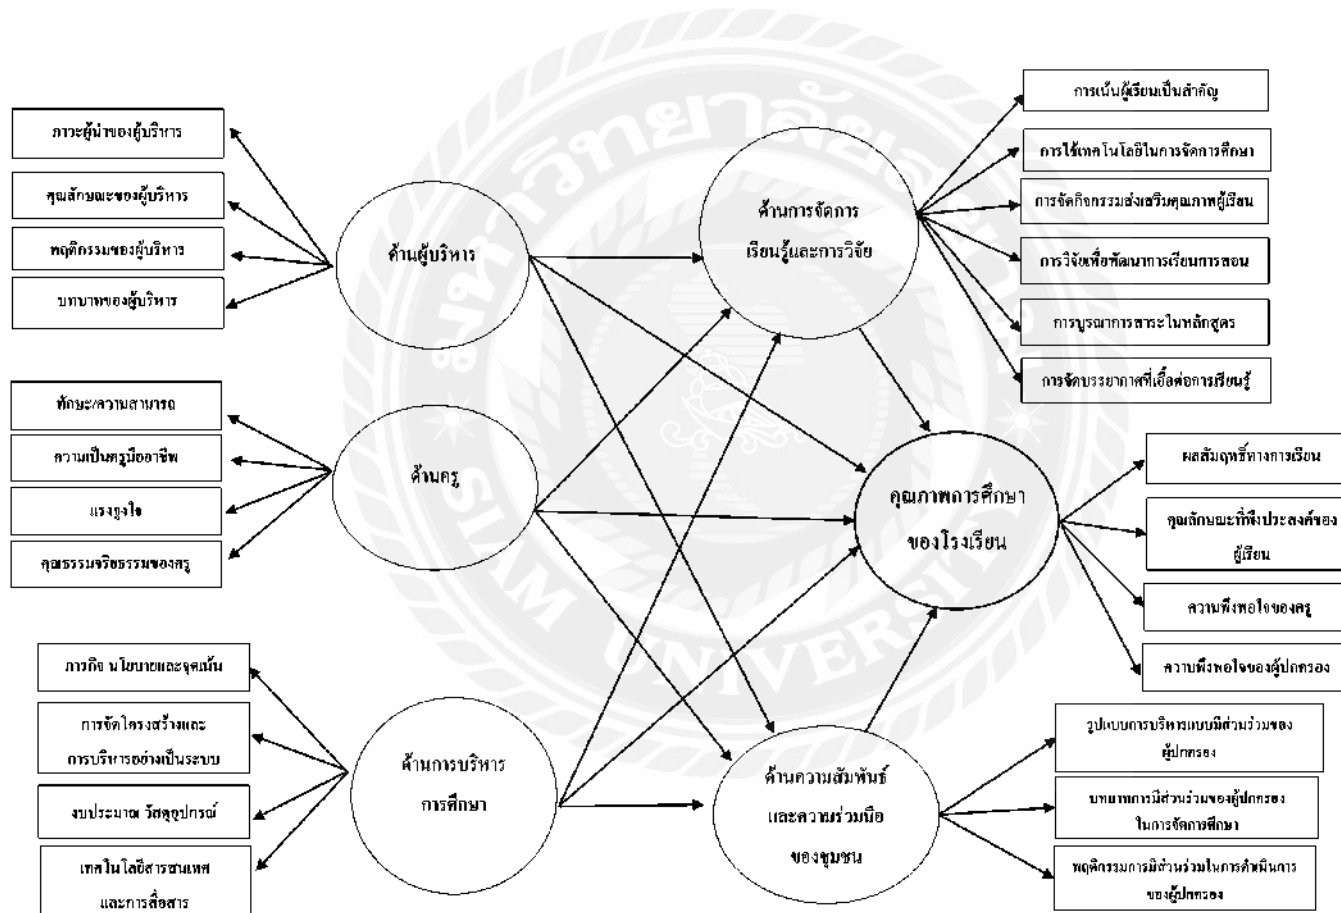 ภาวะผู้นำของผู้บริหาร
คุณลักษณะของผู้บริหาร
พฤติกรรมของผู้บริหาร
บทบาทของผู้บริหาร
ด้านผู้บริหาร
ทักษะ/ความสามารถ
ความเป็นครูมืออาชีพ
แรงจูงใจ
คุณธรรมจริยธรรมของครู
ด้านครู
ภารกิจ นโยบายและจุดเน้น
การจัดโครงสร้างและ
การบริหารอย่างเป็นระบบ
งบประมาณ วัสดุอุปกรณ์
เทคโนโลยีสารสนเทศ
และการสื่อสาร
ด้านการบริหาร
การศึกษา
ด้านการจัดการ
เรียนรู้และการวิจัย
การเน้นผู้เรียนเป็นสำคัญ
การใช้เทคโนโลยีในการจัดการศึกษา
การจัดกิจกรรมส่งเสริมคุณภาพผู้เรียน
การวิจัยเพื่อพัฒนาการเรียนการสอน
การบูรณาการสาระในหลักสูตร
การจัดบรรยากาศที่เอื้อต่อการเรียนรู้
คุณภาพการศึกษา
ของโรงเรียน
ผลสัมฤทธิ์ทางการเรียน
คุณลักษณะที่พึงประสงค์ของ
ผู้เรียน
ความพึงพอใจของครู
ความพึงพอใจของผู้ปกครอง
ด้านความสัมพันธ์
และความร่วมมือ
ของชุมชน
รูปแบบการบริหารแบบมีส่วนร่วมของ
ผู้ปกครอง
บทบาทการมีส่วนร่วมของผู้ปกครอง
ในการจัดการศึกษา
พฤติกรรมการมีส่วนร่วมในการดำเนินการ
ของผู้ปกครอง
มหาวิทยาลัยสยาม
SIAM UNIVERSITY